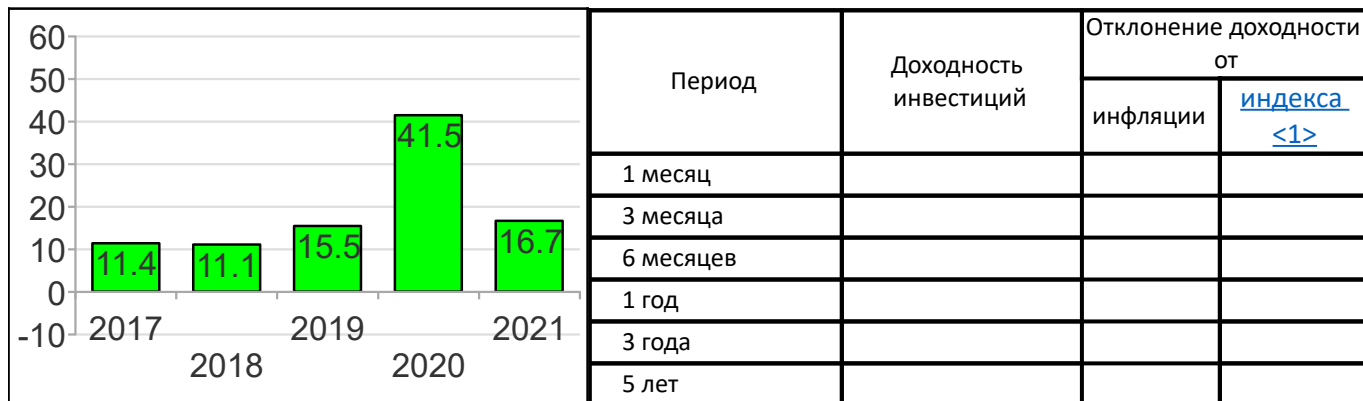 60
50
40
30
20
10
0
-10
11.4
11.1
15.5
41.5
16.7
2017
2018
2019
2020
2021
Период
Доходность
инвестиций
Отклонение доходности
от
инфляции
индекса
<1>
1 месяц
3 месяца
6 месяцев
1 год
3 года
5 лет